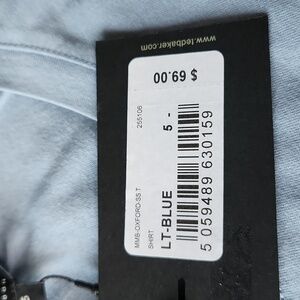 www.tedbaker.com
$ 69.00
255106
5 -
MMB-OXFORD-SS T
SHIRT
LT-BLUE
5 059489 630159